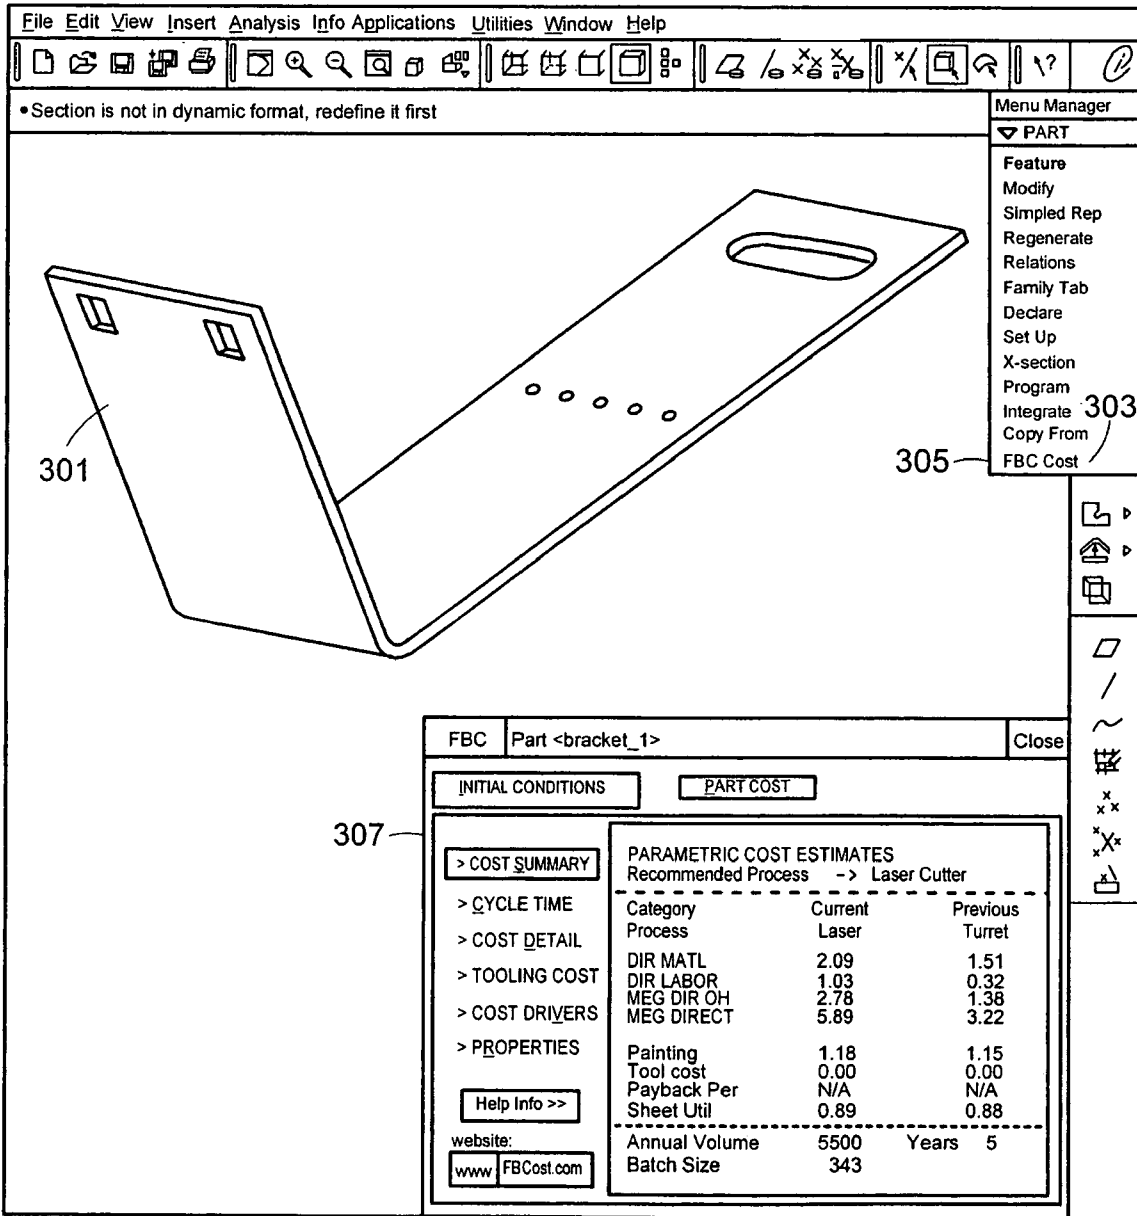 File Edit View Insert Analysis Info Applications Utilities Window Help
•Section is not in dynamic format, redefine it first
Menu Manager
PART
Feature
Modify
Simpled Rep
Regenerate
Relations
Family Tab
Declare
Set Up
X-section
Program
Integrate
Copy From
FBC Cost
303
305
301
307
FBC Part <bracket_1> Close
INITIAL CONDITIONS PART COST
> COST SUMMARY
> CYCLE TIME
> COST DETAIL
> TOOLING COST
> COST DRIVERS
> PROPERTIES
Help Info >>
website:
www FBCost.com
PARAMETRIC COST ESTIMATES
Recommended Process -> Laser Cutter
Category Current Previous
Process Laser Turret
DIR MATL 2.09 1.51
DIR LABOR 1.03 0.32
MEG DIR OH 2.78 1.38
MEG DIRECT 5.89 3.22
Painting 1.18 1.15
Tool cost 0.00 0.00
Payback Per N/A N/A
Sheet Util 0.89 0.88
Annual Volume 5500 Years 5
Batch Size 343